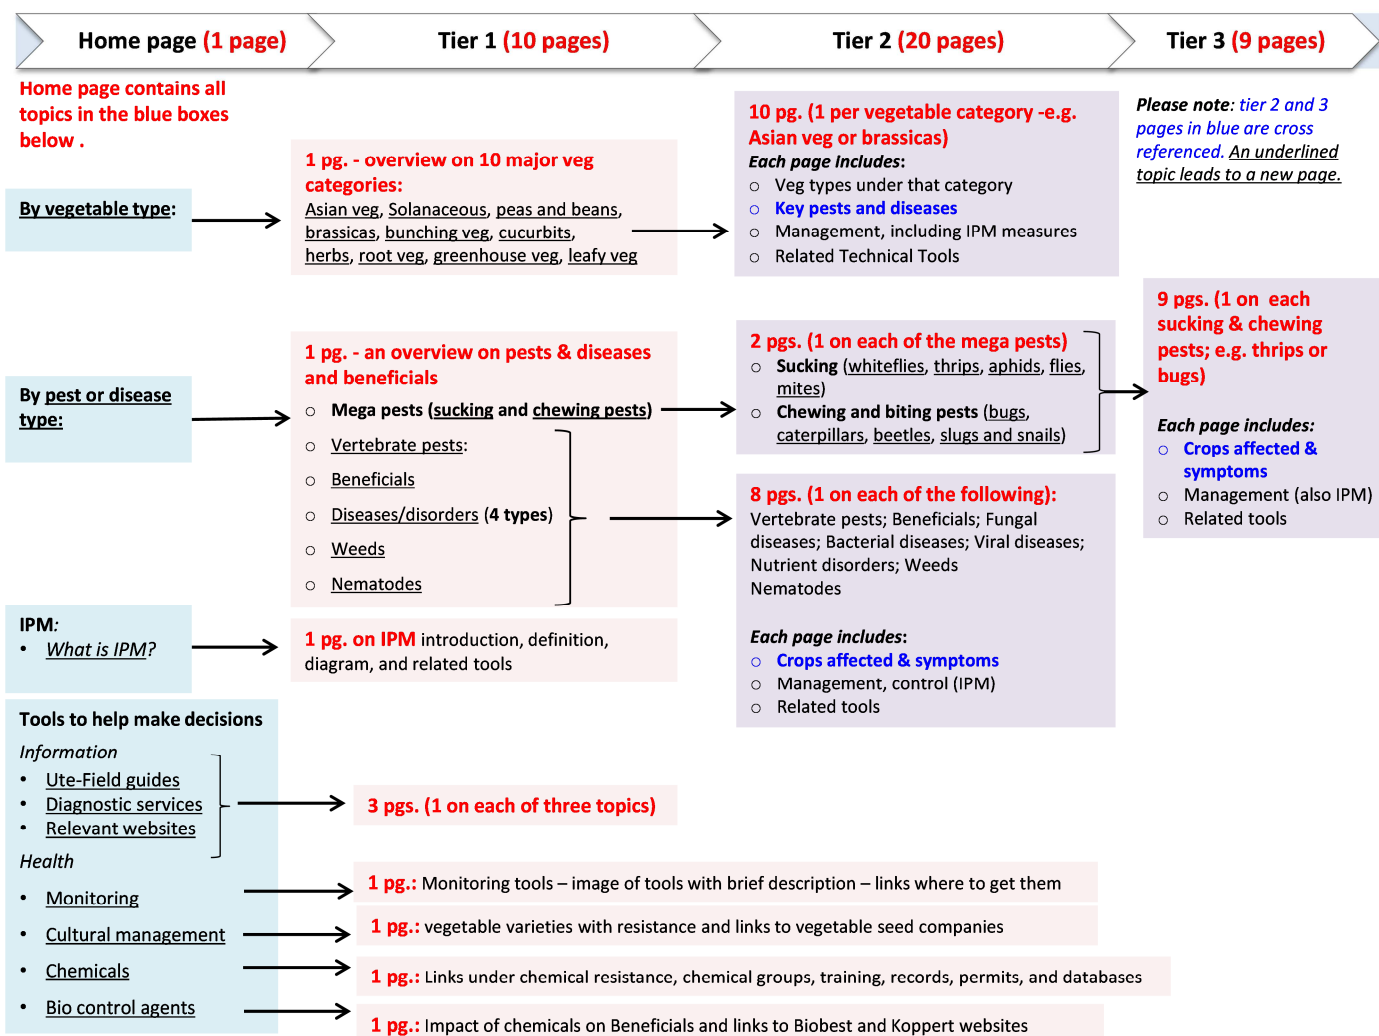 Home page (1 page)
Tier 1 (10 pages)
Tier 2 (20 pages)
Tier 3 (9 pages)
Home page contains all
topics in the blue boxes
below .
By vegetable type:
1 pg. - overview on 10 major veg
categories:
Asian veg, Solanaceous, peas and beans,
brassicas, bunching veg, cucurbits,
herbs, root veg, greenhouse veg, leafy veg
10 pg. (1 per vegetable category -e.g.
Asian veg or brassicas)
Each page Includes:
○ Veg types under that category
○ Key pests and diseases
○ Management, including IPM measures
○ Related Technical Tools
Please note: tier 2 and 3
pages in blue are cross
referenced. An underlined
topic leads to a new page.
By pest or disease
type:
1 pg. - an overview on pests & diseases
and beneficials
○ Mega pests (sucking and chewing pests)
○ Vertebrate pests:
○ Beneficials
○ Diseases/disorders (4 types)
○ Weeds
○ Nematodes
2 pgs. (1 on each of the mega pests)
○ Sucking (whiteflies, thrips, aphids, flies,
mites)
○ Chewing and biting pests (bugs,
caterpillars, beetles, slugs and snails)
9 pgs. (1 on each
sucking & chewing
pests; e.g. thrips or
bugs)
Each page includes:
○ Crops affected &
symptoms
○ Management (also IPM)
○ Related tools
8 pgs. (1 on each of the following):
Vertebrate pests; Beneficials; Fungal
diseases; Bacterial diseases; Viral diseases;
Nutrient disorders; Weeds
Nematodes
Each page includes:
○ Crops affected & symptoms
○ Management, control (IPM)
○ Related tools
IPM:
• What is IPM?
1 pg. on IPM introduction, definition,
diagram, and related tools
Tools to help make decisions
Information
• Ute-Field guides
• Diagnostic services
• Relevant websites
3 pgs. (1 on each of three topics)
Health
• Monitoring
1 pg.: Monitoring tools – image of tools with brief description – links where to get them
• Cultural management
1 pg.: vegetable varieties with resistance and links to vegetable seed companies
• Chemicals
1 pg.: Links under chemical resistance, chemical groups, training, records, permits, and databases
• Bio control agents
1 pg.: Impact of chemicals on Beneficials and links to Biobest and Koppert websites